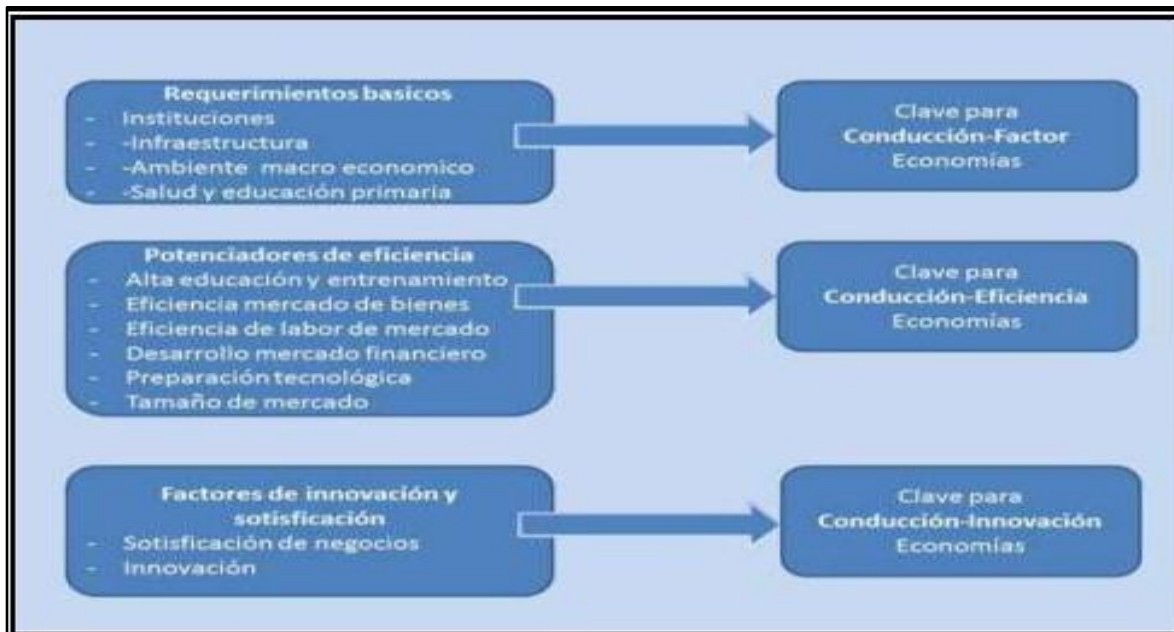 Requerimientos basicos
- Instituciones
- -Infraestructura
- -Ambiente macro economico
- -Salud y educación primaria
Clave para
Conducción-Factor
Economías
Potenciadores de eficiencia
- Alta educación y entrenamiento
- Eficiencia mercado de bienes
- Eficiencia de labor de mercado
- Desarrollo mercado financiero
- Preparación tecnológica
- Tamaño de mercado
Clave para
Conducción-Eficiencia
Economías
Factores de innovación y
sotisficación
- Sotisficación de negocios
- Innovación
Clave para
Conducción-Innovación
Economías